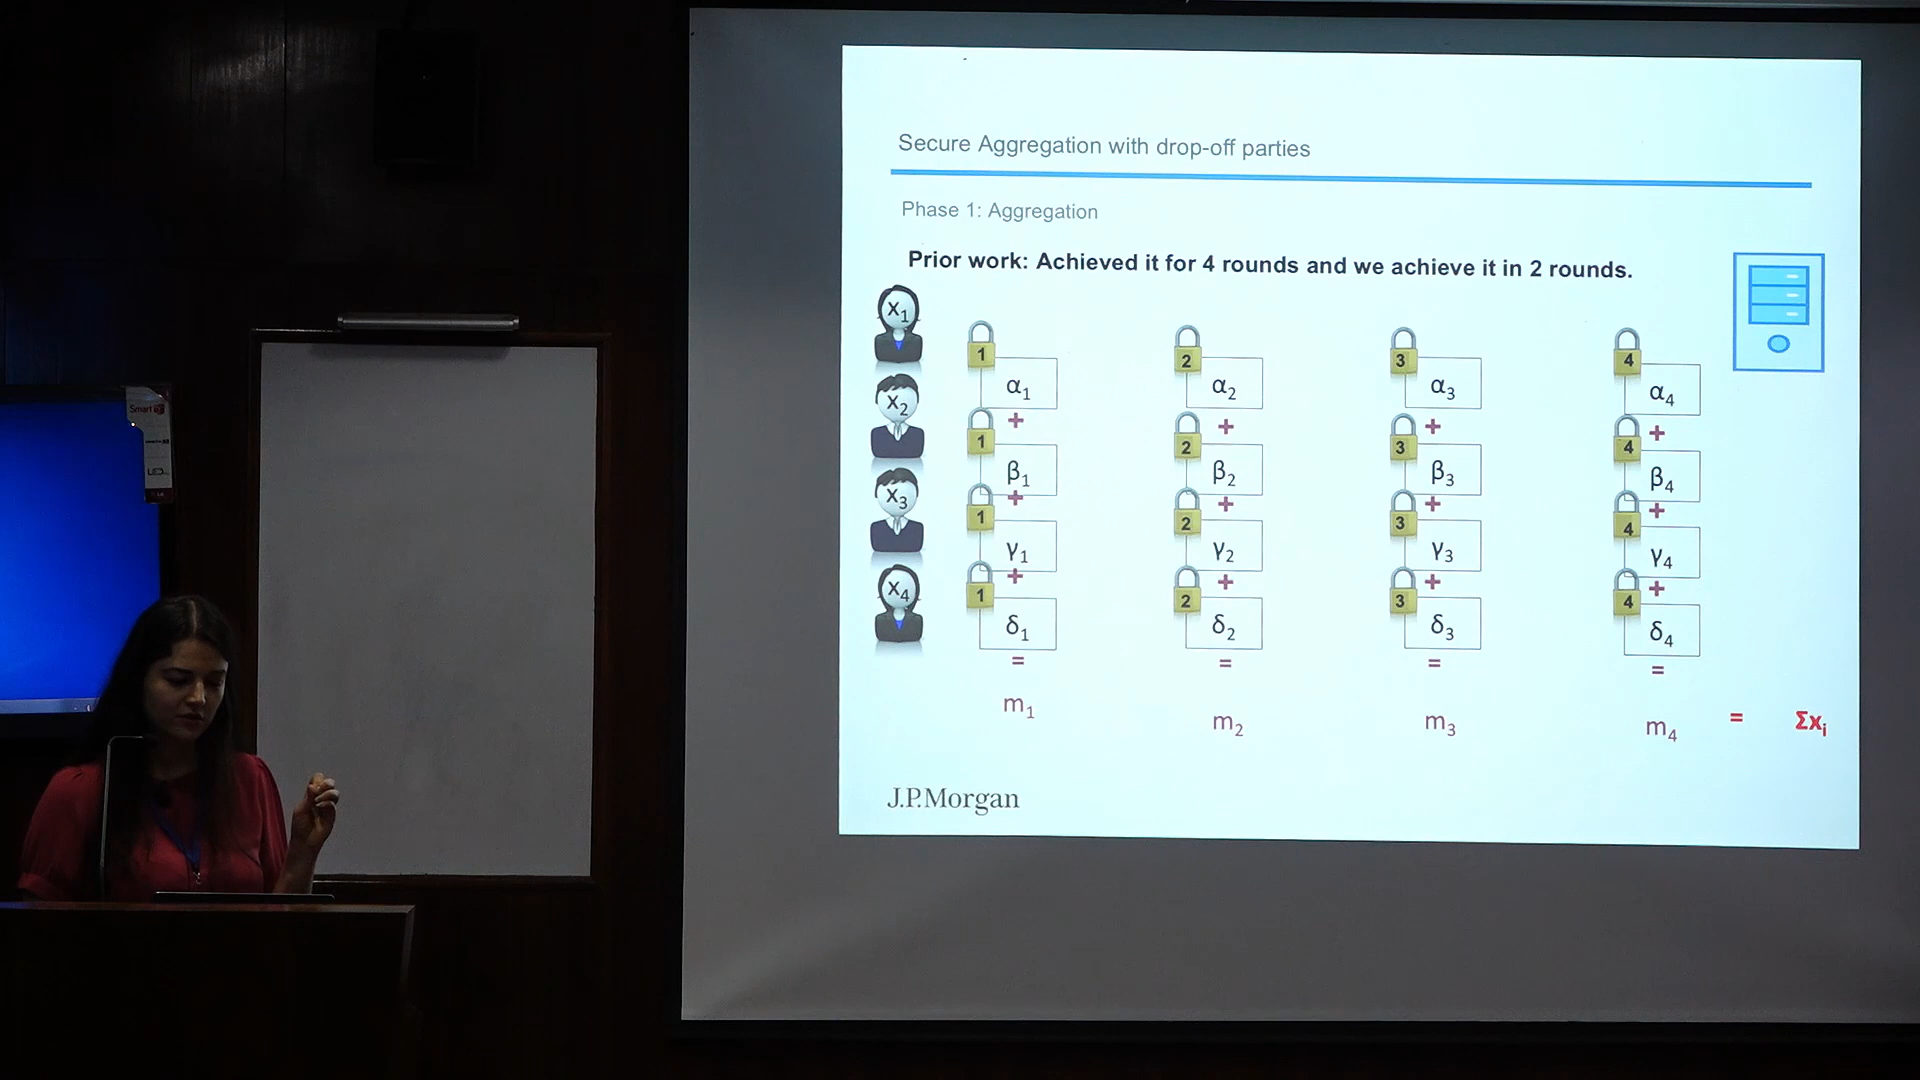 Secure Aggregation with drop-off parties
Phase 1: Aggregation
Prior work: Achieved it for 4 rounds and we achieve it in 2 rounds.
X₁
1 α₁ 2 α₂ 3 α₃ 4 α₄
+ + + +
X₂
1 β₁ 2 β₂ 3 β₃ 4 β₄
+ + + +
X₃
1 γ₁ 2 γ₂ 3 γ₃ 4 γ₄
+ + + +
X₄
1 δ₁ 2 δ₂ 3 δ₃ 4 δ₄
= = = =
m₁ m₂ m₃ m₄ = Σxᵢ
J.P.Morgan
Smart